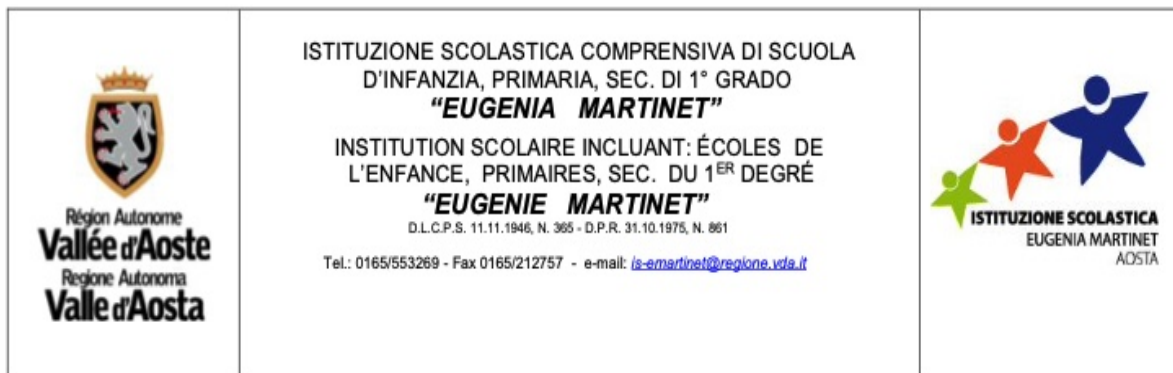 Région Autonome
Vallée d'Aoste
Regione Autonoma
Valle d'Aosta
ISTITUZIONE SCOLASTICA COMPRENSIVA DI SCUOLA
D'INFANZIA, PRIMARIA, SEC. DI 1° GRADO
"EUGENIA MARTINET"
INSTITUTION SCOLAIRE INCLUANT: ÉCOLES DE
L'ENFANCE, PRIMAIRES, SEC. DU 1ER DEGRÉ
"EUGENIE MARTINET"
D.L.C.P.S. 11.11.1946, N. 365 - D.P.R. 31.10.1975, N. 861
Tel.: 0165/553269 - Fax 0165/212757 - e-mail: is-emartinet@regione.vda.it
ISTITUZIONE SCOLASTICA
EUGENIA MARTINET
AOSTA